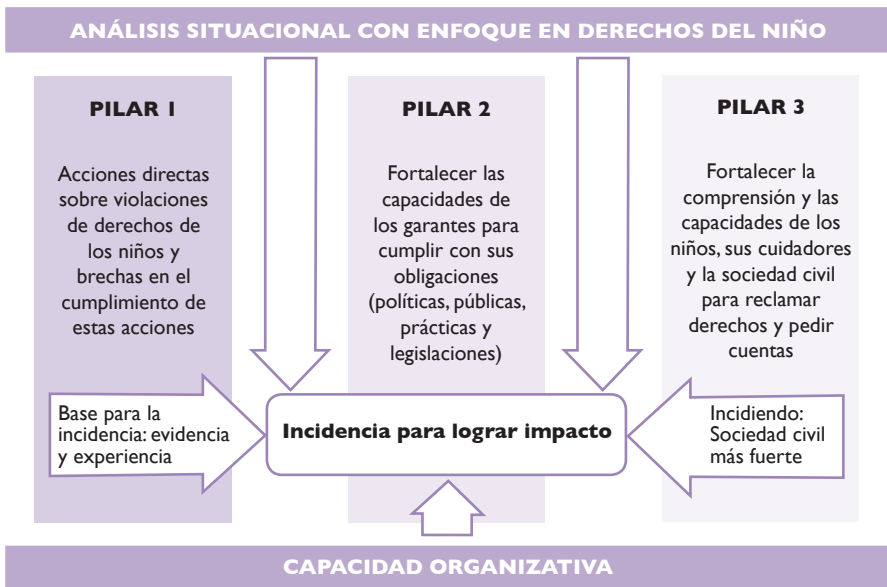 ANÁLISIS SITUACIONAL CON ENFOQUE EN DERECHOS DEL NIÑO
PILAR 1
Acciones directas
sobre violaciones
de derechos de
los niños y
brechas en el
cumplimiento de
estas acciones
PILAR 2
Fortalecer las
capacidades de
los garantes para
cumplir con sus
obligaciones
(políticas, públicas,
prácticas y
legislaciones)
PILAR 3
Fortalecer la
comprensión y las
capacidades de los
niños, sus cuidadores
y la sociedad civil
para reclamar
derechos y pedir
cuentas
Base para la
incidencia: evidencia
y experiencia
Incidencia para lograr impacto
Incidiendo:
Sociedad civil
más fuerte
CAPACIDAD ORGANIZATIVA